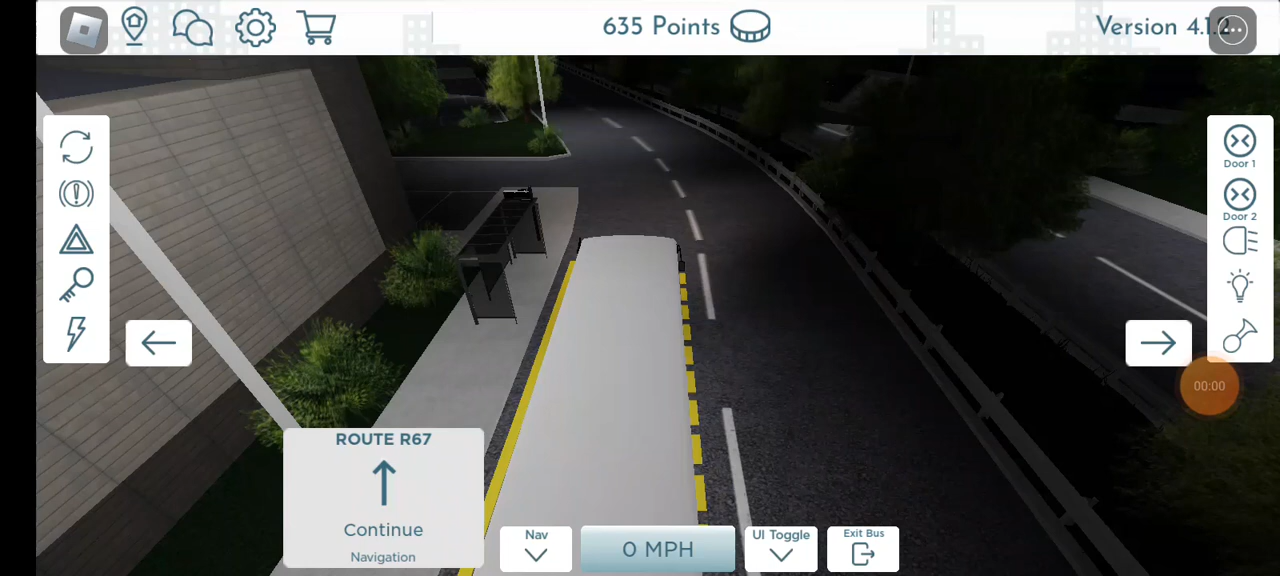 635 Points
Version 4.1.2
Door 1
Door 2
00:00
ROUTE R67
Continue
Navigation
Nav
0 MPH
UI Toggle
Exit Bus